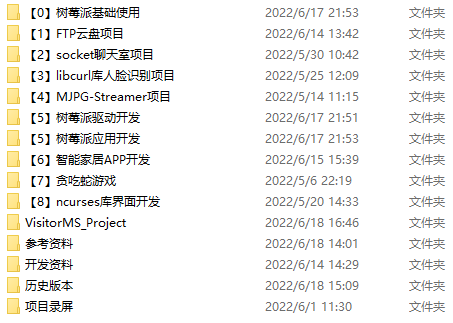 【0】树莓派基础使用 2022/6/17 21:53 文件夹
【1】FTP云盘项目 2022/6/14 13:42 文件夹
【2】socket聊天室项目 2022/5/30 10:42 文件夹
【3】libcurl库人脸识别项目 2022/5/25 12:09 文件夹
【4】MJPG-Streamer项目 2022/5/14 11:15 文件夹
【5】树莓派驱动开发 2022/6/17 21:51 文件夹
【5】树莓派应用开发 2022/6/17 21:53 文件夹
【6】智能家居APP开发 2022/6/15 15:39 文件夹
【7】贪吃蛇游戏 2022/5/6 22:19 文件夹
【8】ncurses库界面开发 2022/5/20 14:33 文件夹
VisitorMS_Project 2022/6/18 16:46 文件夹
参考资料 2022/6/18 14:01 文件夹
开发资料 2022/6/14 14:29 文件夹
历史版本 2022/6/18 15:09 文件夹
项目录屏 2022/6/1 11:30 文件夹